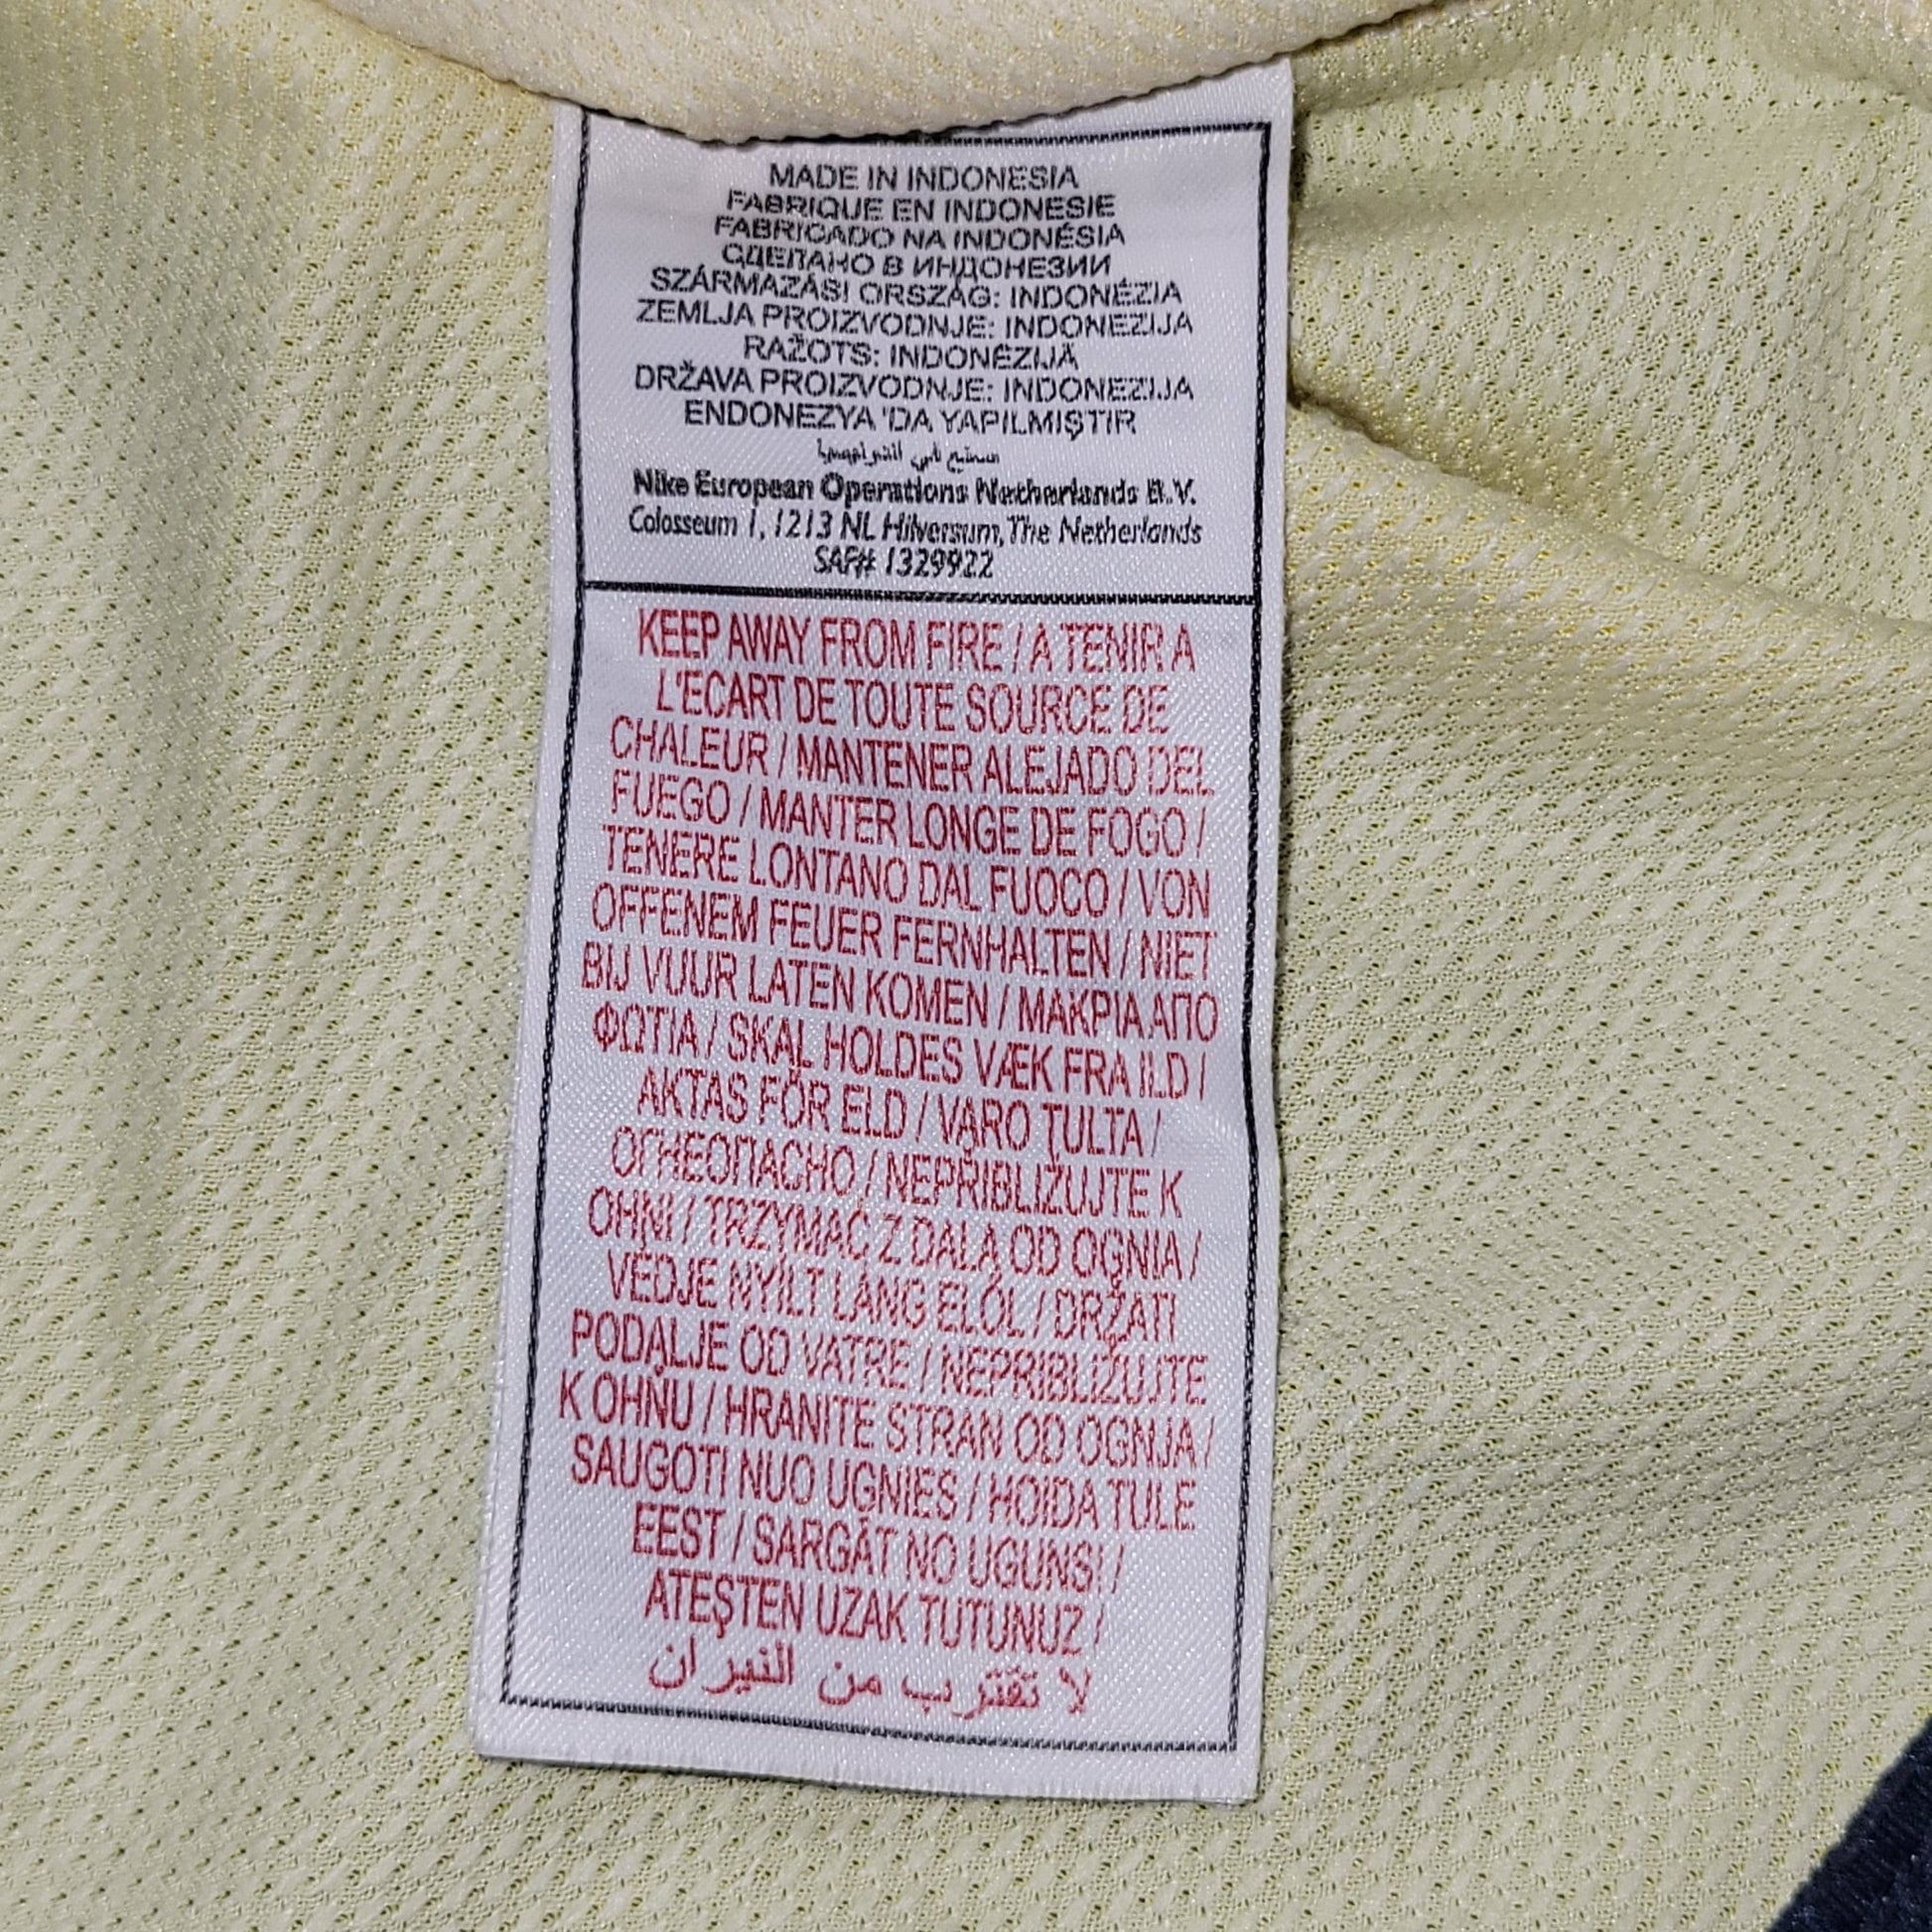 MADE IN INDONESIA
FABRIQUE EN INDONESIE
FABRICADO NA INDONÉSIA
СДЕЛАНО В ИНДОНЕЗИИ
SZÁRMAZÁSI ORSZÁG: INDONÉZIA
ZEMLJA PROIZVODNJE: INDONEZIJA
RAŽOTS: INDONĒZIJĀ
DRŽAVA PROIZVODNJE: INDONEZIJA
ENDONEZYA 'DA YAPILMIŞTIR
Nike European Operations Netherlands B.V.
Colosseum 1, 1213 NL Hilversum, The Netherlands
SAF# 1329922
KEEP AWAY FROM FIRE / A TENIR A
L'ECART DE TOUTE SOURCE DE
CHALEUR / MANTENER ALEJADO DEL
FUEGO / MANTER LONGE DE FOGO /
TENERE LONTANO DAL FUOCO / VON
OFFENEM FEUER FERNHALTEN / NIET
BIJ VUUR LATEN KOMEN / ΜΑΚΡΙΑ ΑΠΟ
ΦΩΤΙΑ / SKAL HOLDES VÆK FRA ILD /
AKTAS FÖR ELD / VARO TULTA /
ОГНЕОПАСНО / NEPŘIBLIŽUJTE K
OHNI / TRZYMAĆ Z DALA OD OGNIA /
VÉDJE NYÍLT LÁNG ELŐL / DRŽATI
PODALJE OD VATRE / NEPRIBLIŽUJTE
K OHŇU / HRANITE STRAN OD OGNJA /
SAUGOTI NUO UGNIES / HOIDA TULE
EEST / SARGĀT NO UGUNS! /
ATEŞTEN UZAK TUTUNUZ /
لا تقترب من النيران